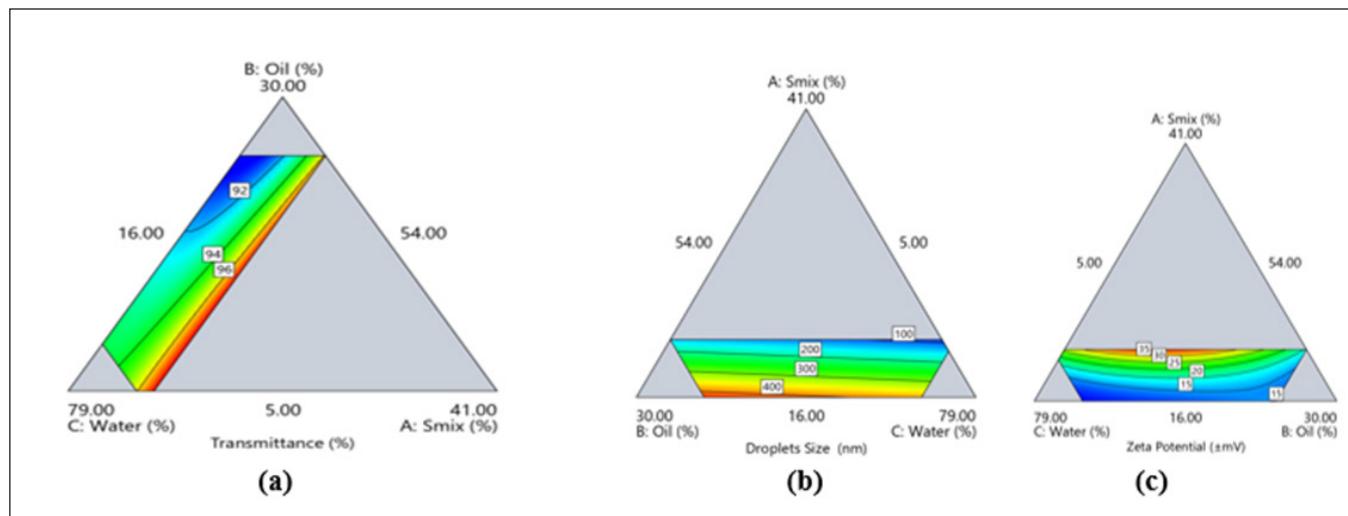 B: Oil (%)
30.00
92
16.00
54.00
94
96
79.00
5.00
41.00
C: Water (%)
A: Smix (%)
Transmittance (%)
(a)
A: Smix (%)
41.00
54.00
5.00
100
200
300
400
30.00
16.00
79.00
B: Oil (%)
C: Water (%)
Droplets Size (nm)
(b)
A: Smix (%)
41.00
5.00
54.00
35
30
25
20
15
15
79.00
16.00
30.00
C: Water (%)
B: Oil (%)
Zeta Potential (±mV)
(c)